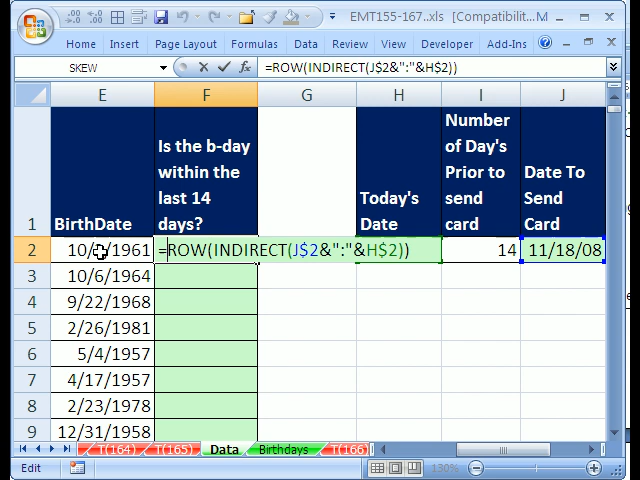 EMT155-167..xls [Compatibilit... M
Home Insert Page Layout Formulas Data Review View Developer Add-Ins
SKEW =ROW(INDIRECT(J$2&":"&H$2))
E F G H I J
1 BirthDate
Is the b-day
within the
last 14
days?
Today's
Date
Number
of Day's
Prior to
send
card
Date To
Send
Card
2 =ROW(INDIRECT(J$2&":"&H$2)) 14 11/18/08
3 10/6/1964
4 9/22/1968
5 2/26/1981
6 5/4/1957
7 4/17/1957
8 2/23/1978
9 12/31/1958
T(164) T(165) Data Birthdays T(166)
Edit 130%